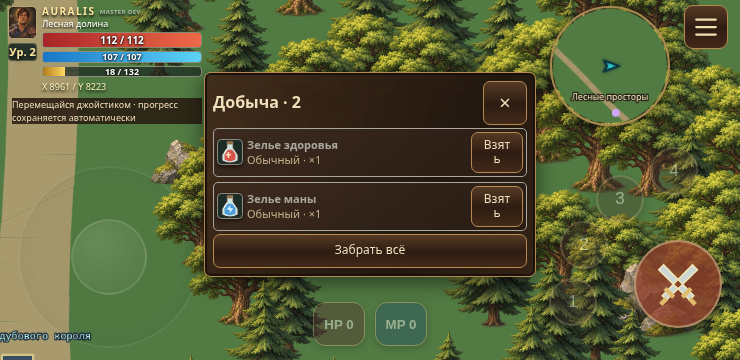 AURALIS MASTER DEV
Лесная долина
Ур. 2
112 / 112
107 / 107
18 / 132
X 8961 / Y 8223
Перемещайся джойстиком · прогресс
сохраняется автоматически
Добыча · 2
×
Зелье здоровья
Обычный · ×1
Взят
ь
Зелье маны
Обычный · ×1
Взят
ь
Забрать всё
Лесные просторы
4
3
2
1
HP 0
MP 0
дубового короля